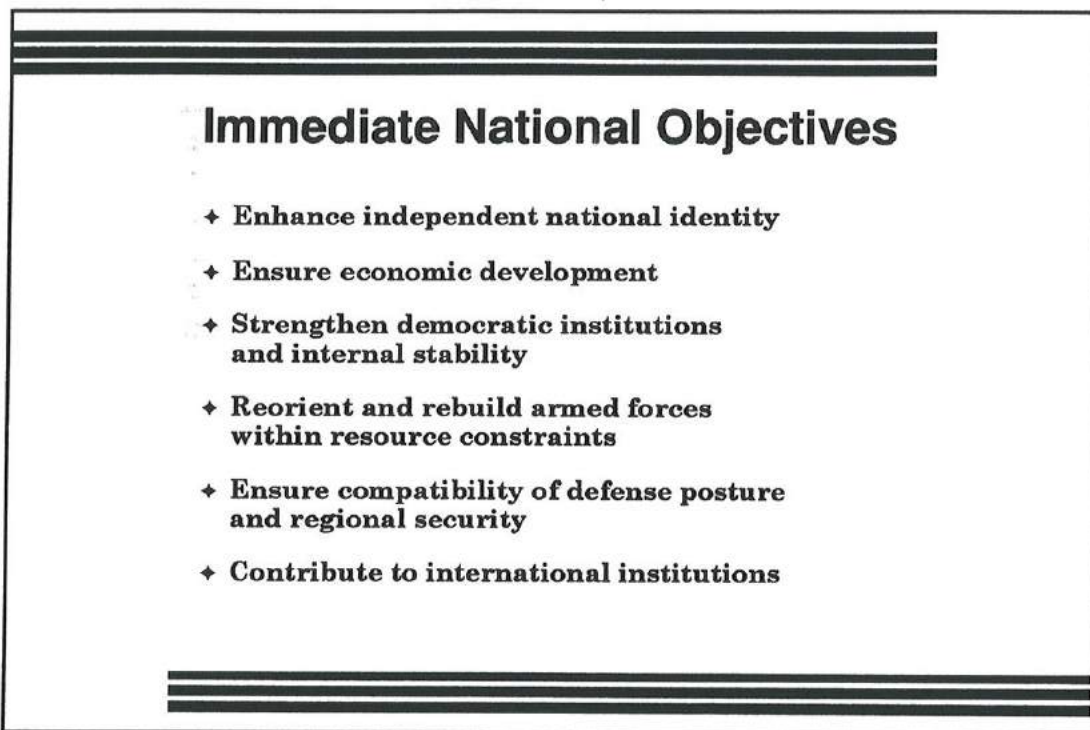 Immediate National Objectives
✦ Enhance independent national identity
✦ Ensure economic development
✦ Strengthen democratic institutions
and internal stability
✦ Reorient and rebuild armed forces
within resource constraints
✦ Ensure compatibility of defense posture
and regional security
✦ Contribute to international institutions